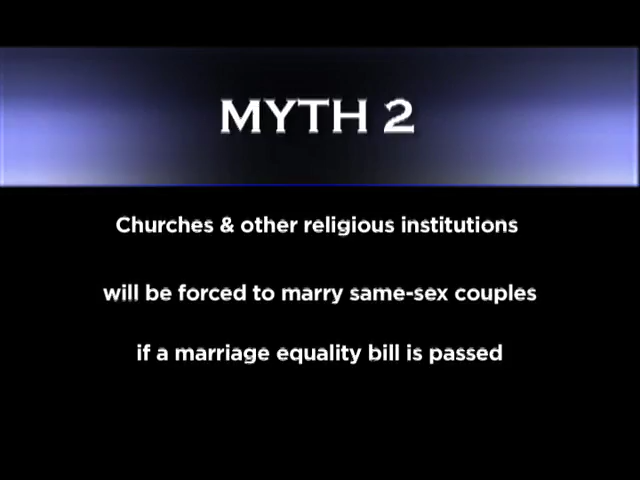 MYTH 2
Churches & other religious institutions
will be forced to marry same-sex couples
if a marriage equality bill is passed